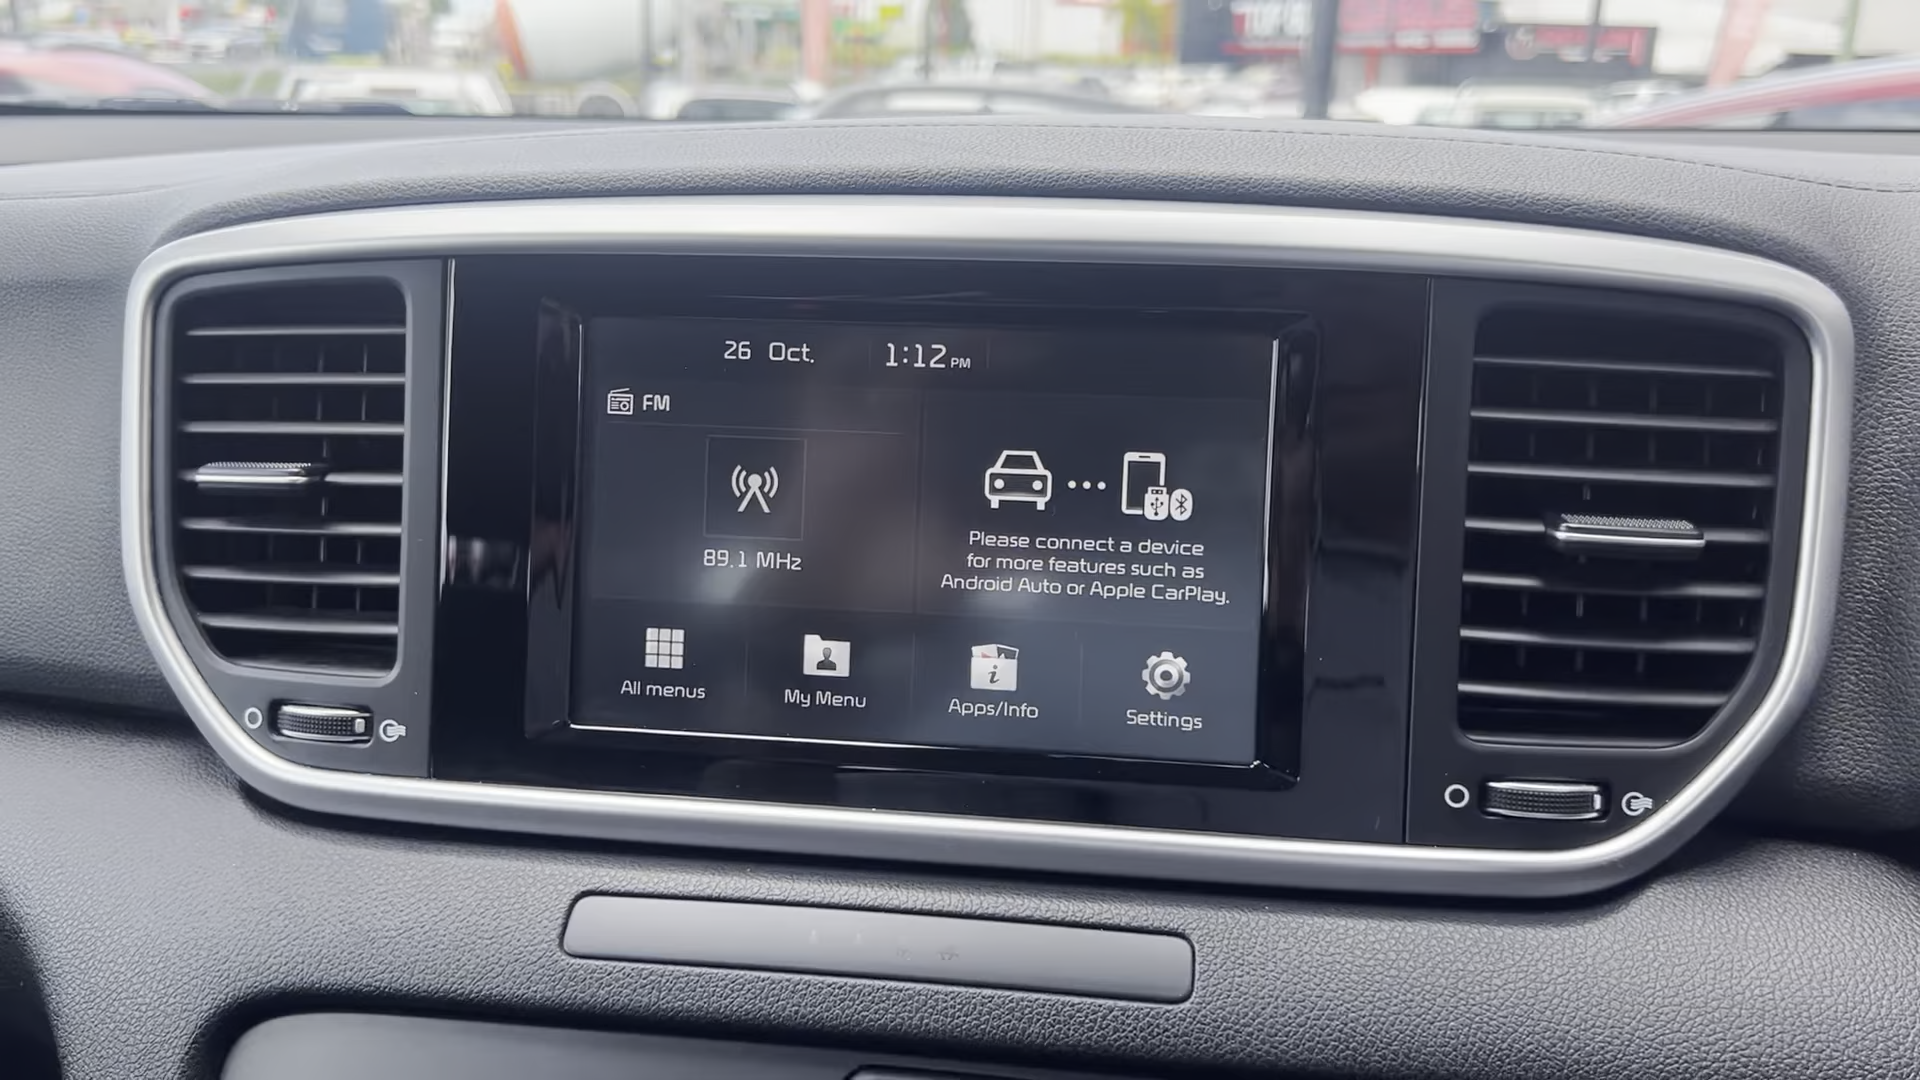 26 Oct. 1:12 PM
FM
89.1 MHz
Please connect a device
for more features such as
Android Auto or Apple CarPlay.
All menus
My Menu
Apps/Info
Settings